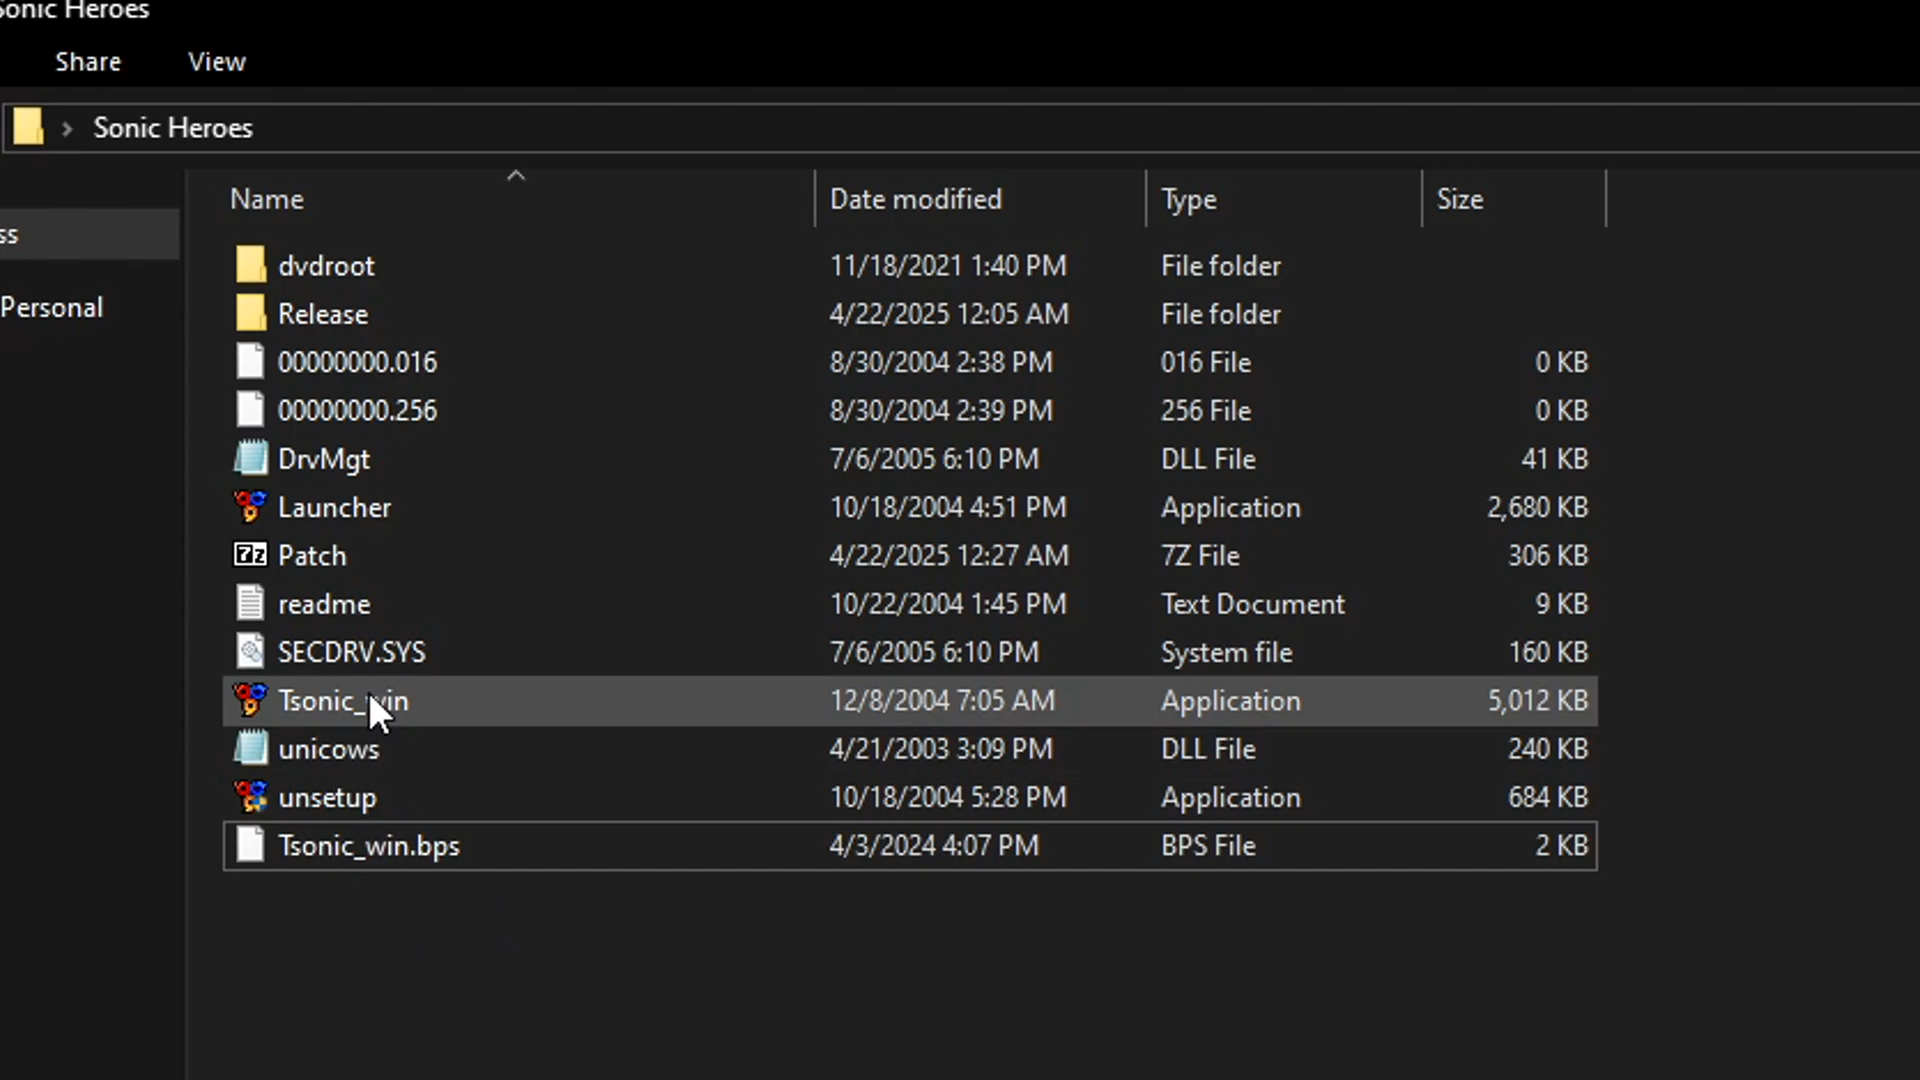 Sonic Heroes
Share View
Sonic Heroes
Name Date modified Type Size
ss
dvdroot 11/18/2021 1:40 PM File folder
Personal
Release 4/22/2025 12:05 AM File folder
00000000.016 8/30/2004 2:38 PM 016 File 0 KB
00000000.256 8/30/2004 2:39 PM 256 File 0 KB
DrvMgt 7/6/2005 6:10 PM DLL File 41 KB
Launcher 10/18/2004 4:51 PM Application 2,680 KB
7z Patch 4/22/2025 12:27 AM 7Z File 306 KB
readme 10/22/2004 1:45 PM Text Document 9 KB
SECDRV.SYS 7/6/2005 6:10 PM System file 160 KB
Tsonic_win 12/8/2004 7:05 AM Application 5,012 KB
unicows 4/21/2003 3:09 PM DLL File 240 KB
unsetup 10/18/2004 5:28 PM Application 684 KB
Tsonic_win.bps 4/3/2024 4:07 PM BPS File 2 KB